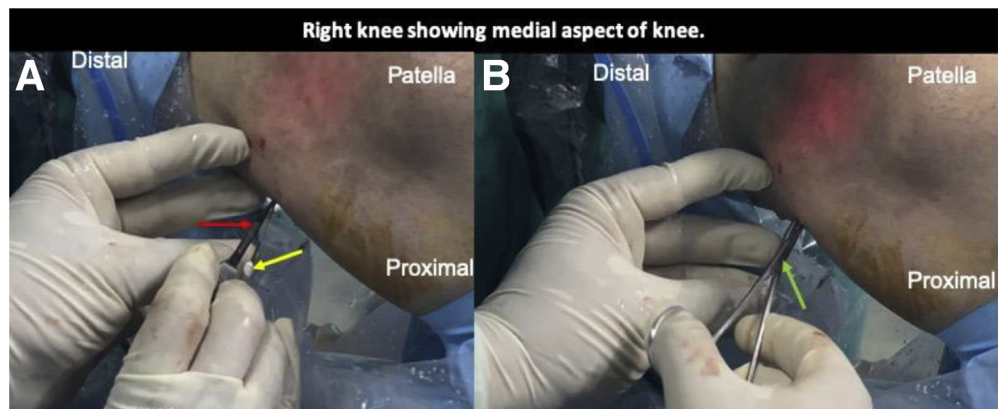 Right knee showing medial aspect of knee.
A
Distal
Patella
Proximal
B
Distal
Patella
Proximal